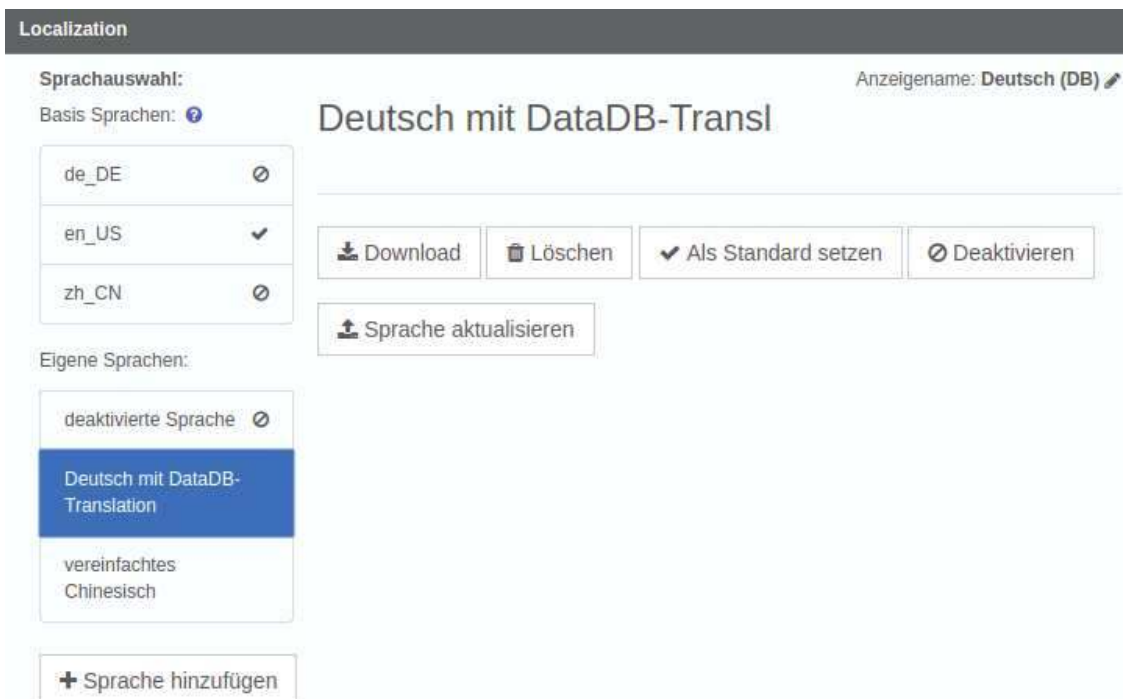 Localization
Sprachauswahl:
Anzeigename: Deutsch (DB)
Basis Sprachen:
Deutsch mit DataDB-Transl
de_DE
en_US
zh_CN
Download
Löschen
Als Standard setzen
Deaktivieren
Sprache aktualisieren
Eigene Sprachen:
deaktivierte Sprache
Deutsch mit DataDB-
Translation
vereinfachtes
Chinesisch
Sprache hinzufügen